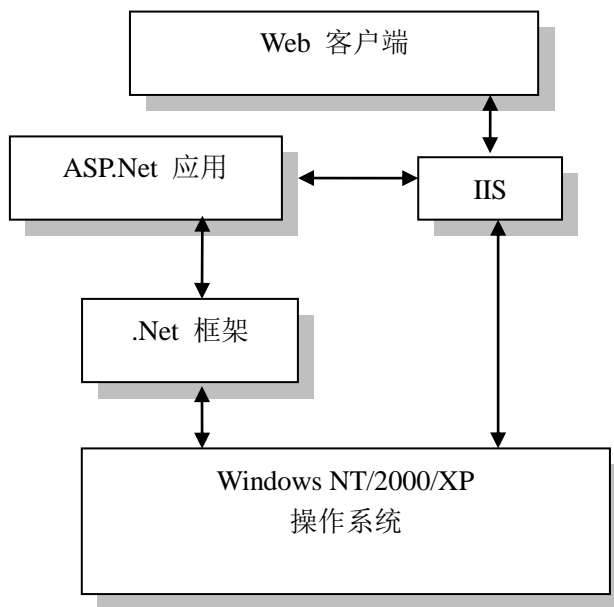 Web 客户端
ASP.Net 应用
IIS
.Net 框架
Windows NT/2000/XP
操作系统